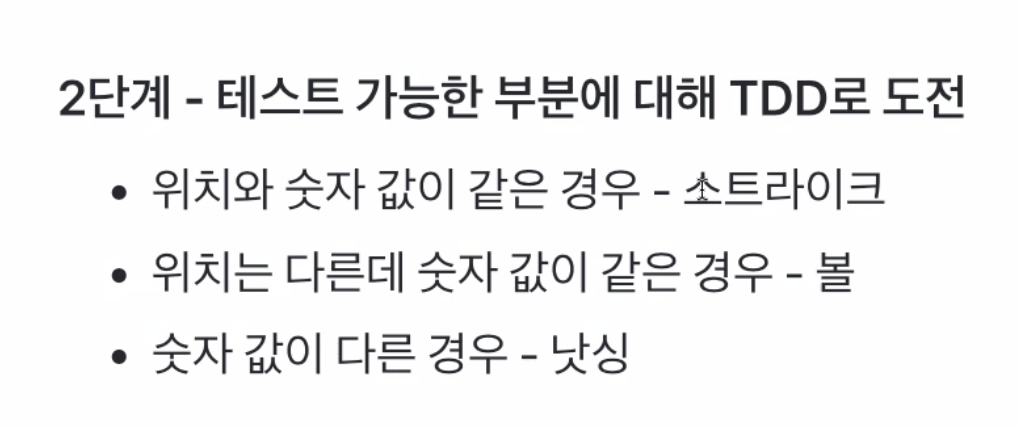 2단계 - 테스트 가능한 부분에 대해 TDD로 도전
• 위치와 숫자 값이 같은 경우 - 스트라이크
• 위치는 다른데 숫자 값이 같은 경우 - 볼
• 숫자 값이 다른 경우 - 낫싱